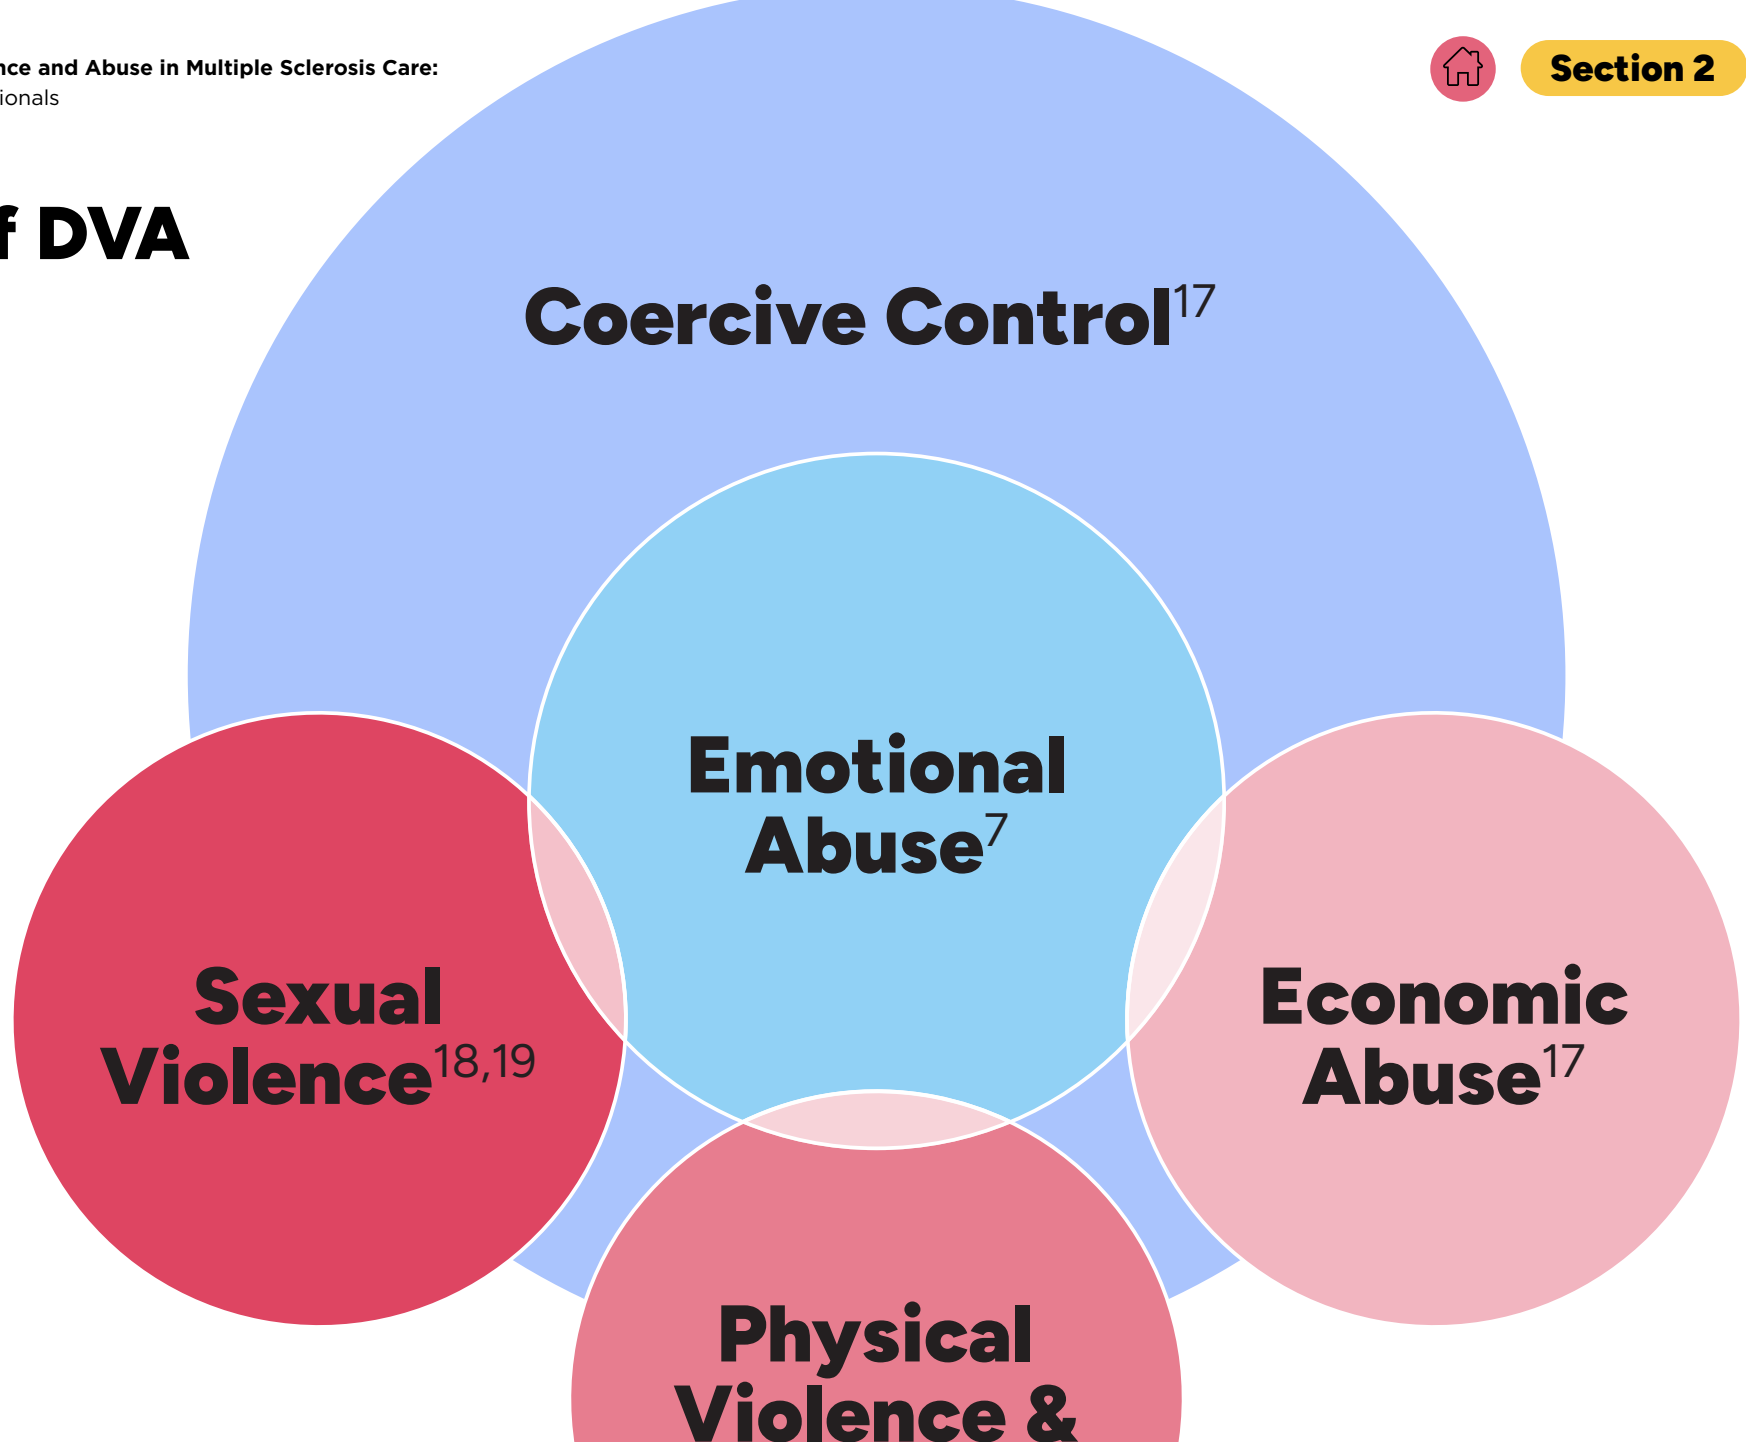 nce and Abuse in Multiple Sclerosis Care:
ionals
Section 2
f DVA
Coercive Control17
Emotional
Abuse7
Sexual
Violence18,19
Economic
Abuse17
Physical
Violence &